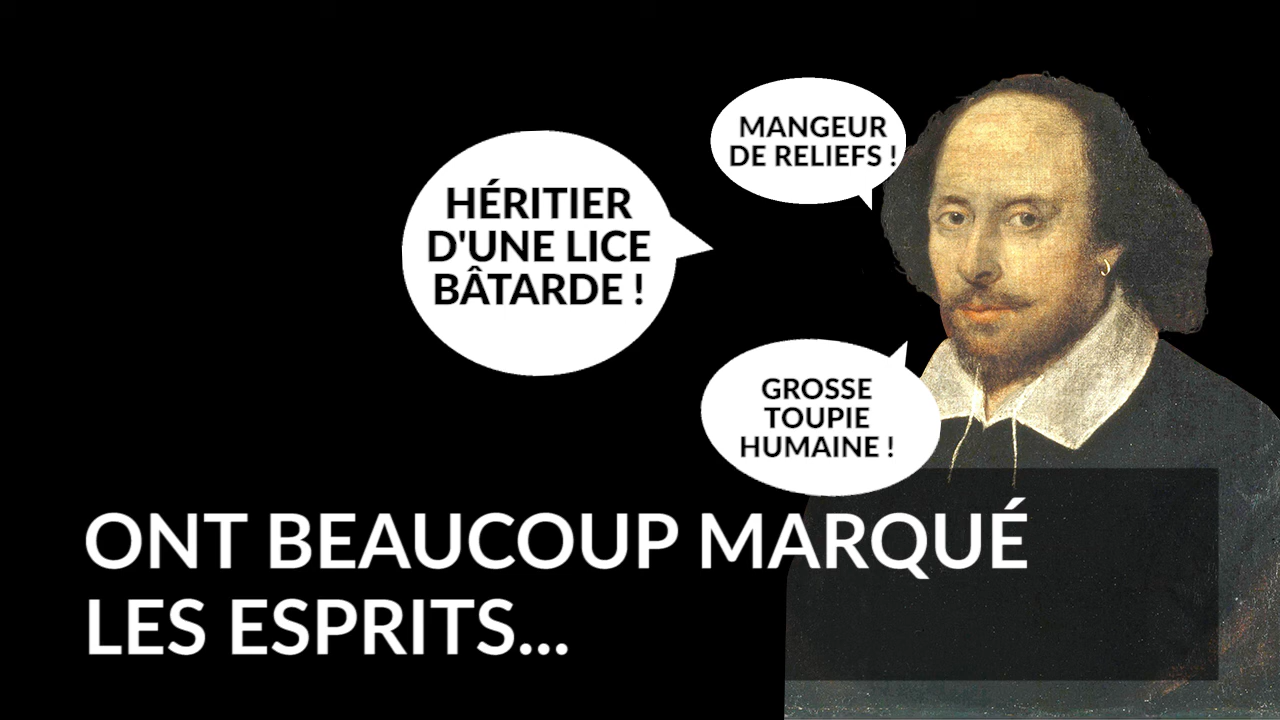 MANGEUR
DE RELIEFS !
HÉRITIER
D'UNE LICE
BÂTARDE !
GROSSE
TOUPIE
HUMAINE !
ONT BEAUCOUP MARQUÉ
LES ESPRITS...